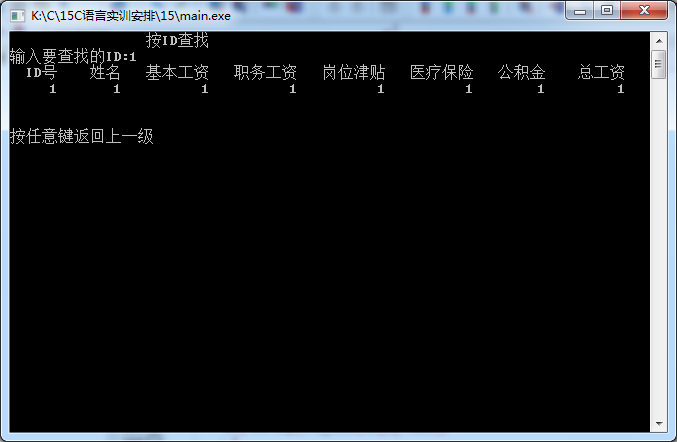 K:\C\15C语言实训安排\15\main.exe
按ID查找
输入要查找的ID:1
ID号 姓名 基本工资 职务工资 岗位津贴 医疗保险 公积金 总工资
1 1 1 1 1 1 1 1
按任意键返回上一级